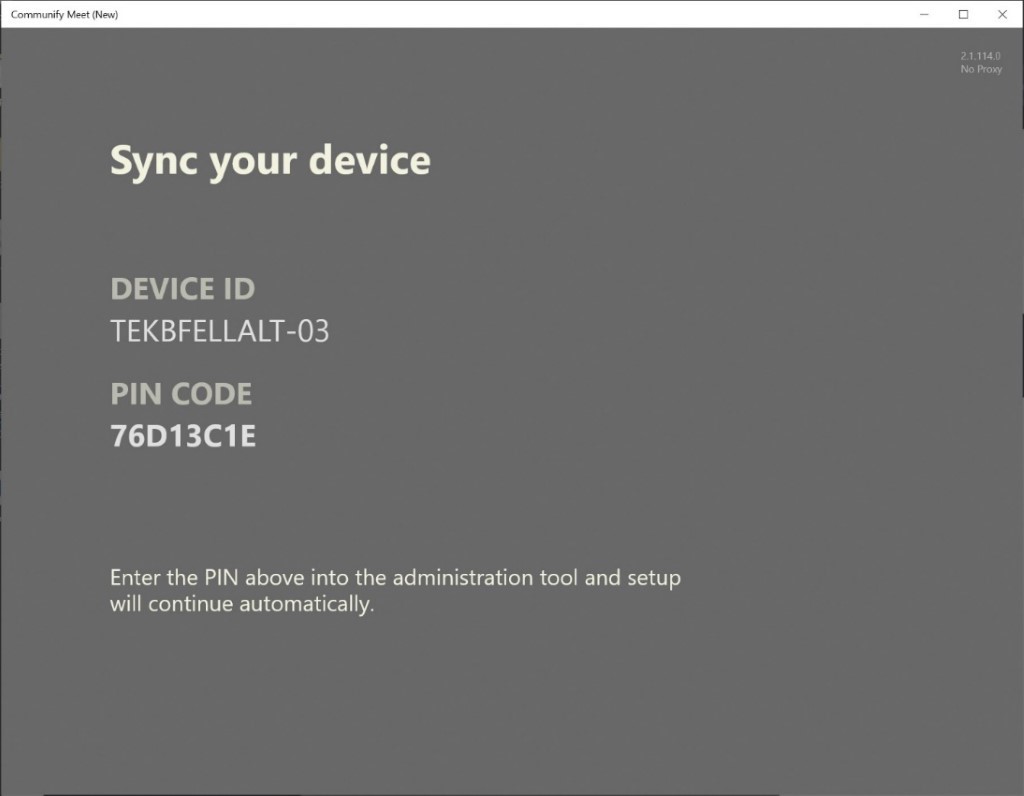 Communify Meet (New)
2.1.114.0
No Proxy
Sync your device
DEVICE ID
TEKBFELLALT-03
PIN CODE
76D13C1E
Enter the PIN above into the administration tool and setup
will continue automatically.